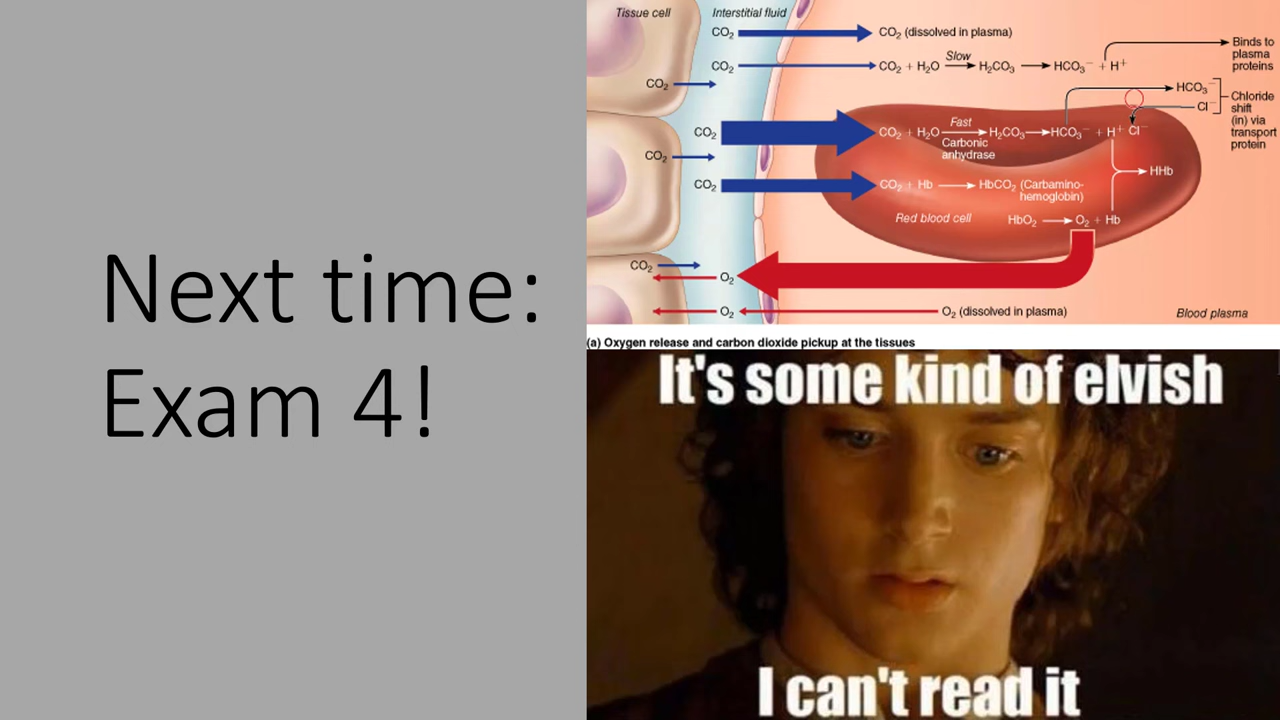 Next time:
Exam 4!
Tissue cell
Interstitial fluid
CO₂
CO₂ (dissolved in plasma)
CO₂
CO₂ + H₂O
Slow
H₂CO₃
HCO₃⁻ + H⁺
Binds to
plasma
proteins
CO₂
HCO₃⁻
Cl⁻
Chloride
shift
(in) via
transport
protein
CO₂
CO₂ + H₂O
Fast
Carbonic
anhydrase
H₂CO₃
HCO₃⁻ + H⁺
Cl⁻
CO₂
CO₂
CO₂ + Hb
HbCO₂ (Carbamino-
hemoglobin)
HHb
Red blood cell
HbO₂
O₂ + Hb
CO₂
O₂
O₂
O₂ (dissolved in plasma)
Blood plasma
(a) Oxygen release and carbon dioxide pickup at the tissues
It's some kind of elvish
I can't read it